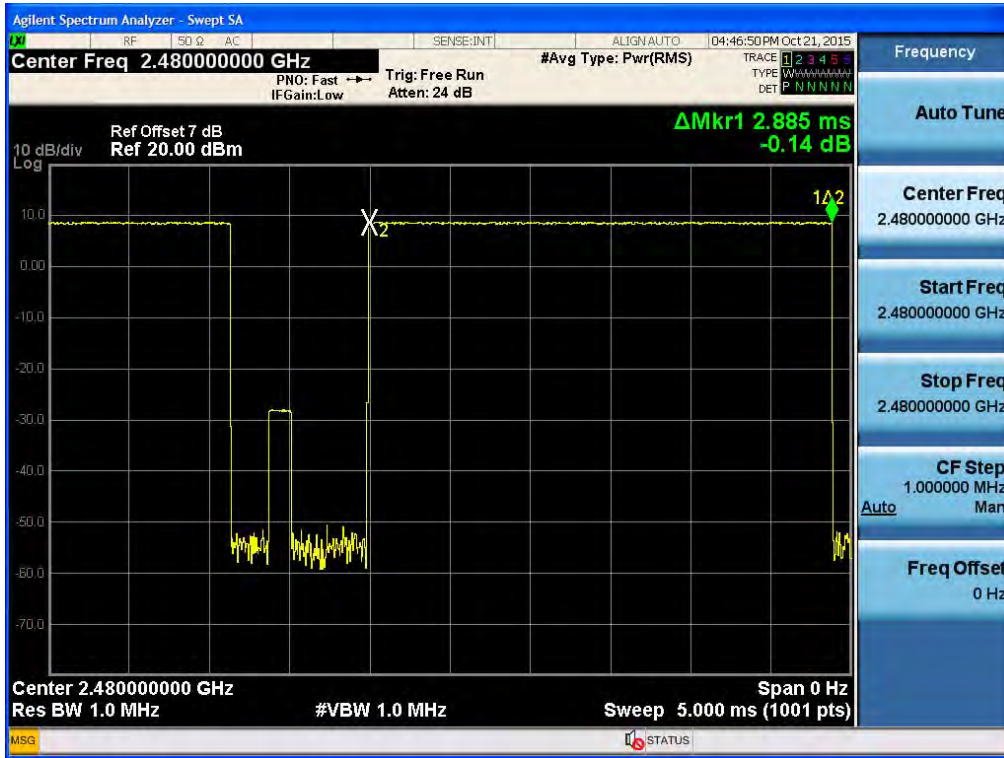 Agilent Spectrum Analyzer - Swept SA
LXI RF 50 Ω AC SENSE:INT ALIGNAUTO 04:46:50 PM Oct 21, 2015
Center Freq 2.480000000 GHz
PNO: Fast
IFGain:Low
Trig: Free Run
Atten: 24 dB
#Avg Type: Pwr(RMS)
TRACE 1 2 3 4 5 6
TYPE WWWWWWW
DET P N N N N N
Ref Offset 7 dB
10 dB/div Ref 20.00 dBm
Log
ΔMkr1 2.885 ms
-0.14 dB
1Δ2
2
10.0
0.00
-10.0
-20.0
-30.0
-40.0
-50.0
-60.0
-70.0
Center 2.480000000 GHz Span 0 Hz
Res BW 1.0 MHz #VBW 1.0 MHz Sweep 5.000 ms (1001 pts)
MSG STATUS
Frequency
Auto Tune
Center Freq
2.480000000 GHz
Start Freq
2.480000000 GHz
Stop Freq
2.480000000 GHz
CF Step
1.000000 MHz
Auto Man
Freq Offset
0 Hz